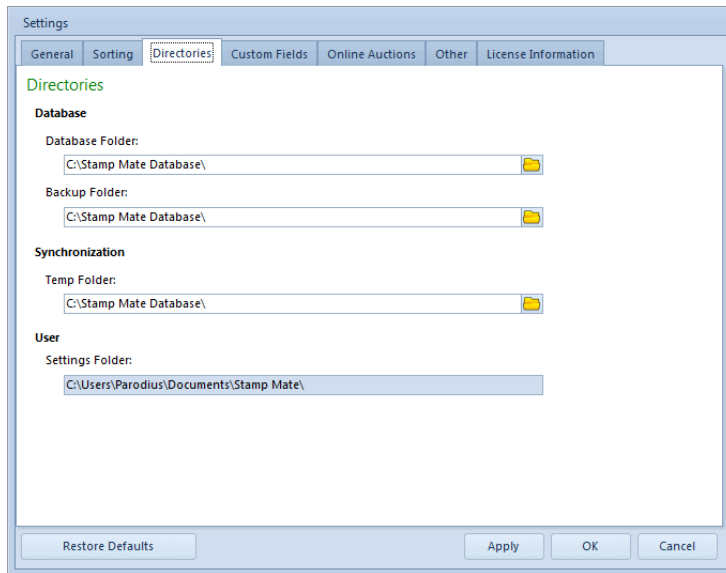 Settings
General Sorting Directories Custom Fields Online Auctions Other License Information
Directories
Database
Database Folder:
C:\Stamp Mate Database\
Backup Folder:
C:\Stamp Mate Database\
Synchronization
Temp Folder:
C:\Stamp Mate Database\
User
Settings Folder:
C:\Users\Parodius\Documents\Stamp Mate\
Restore Defaults Apply OK Cancel